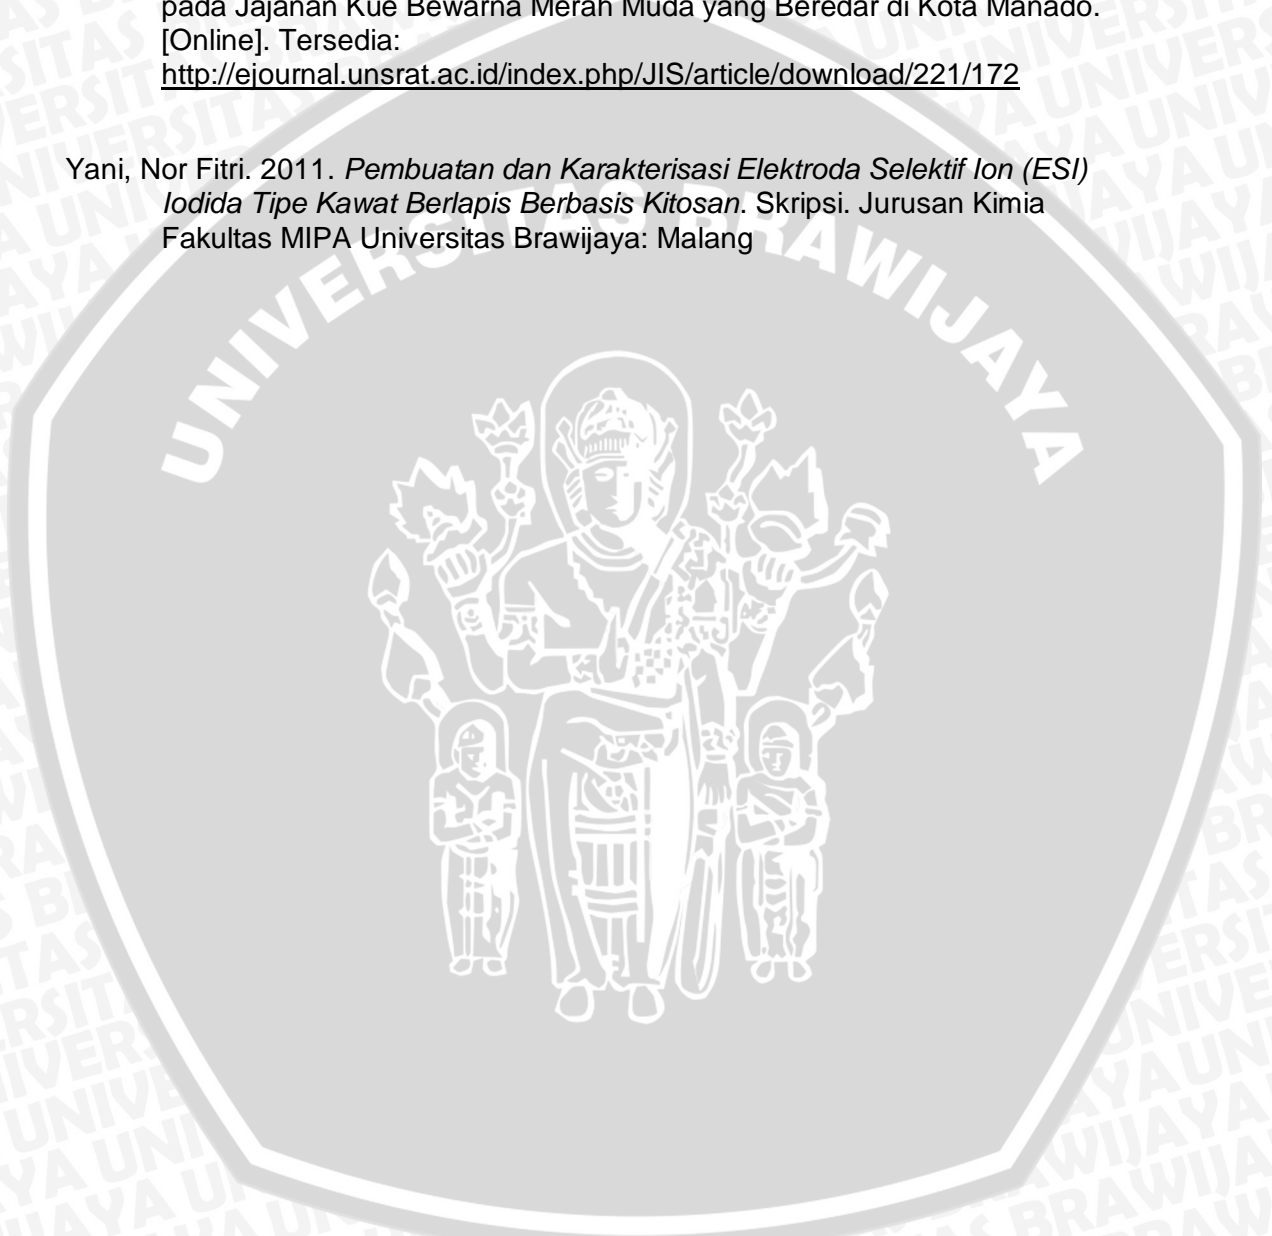 pada Jajanan Kue Bewarna Merah Muda yang Beredar di Kota Manado.
[Online]. Tersedia:
http://ejournal.unsrat.ac.id/index.php/JIS/article/download/221/172
Yani, Nor Fitri. 2011. Pembuatan dan Karakterisasi Elektroda Selektif Ion (ESI)
Iodida Tipe Kawat Berlapis Berbasis Kitosan. Skripsi. Jurusan Kimia
Fakultas MIPA Universitas Brawijaya: Malang
UNIVERSITAS BRAWIJAYA